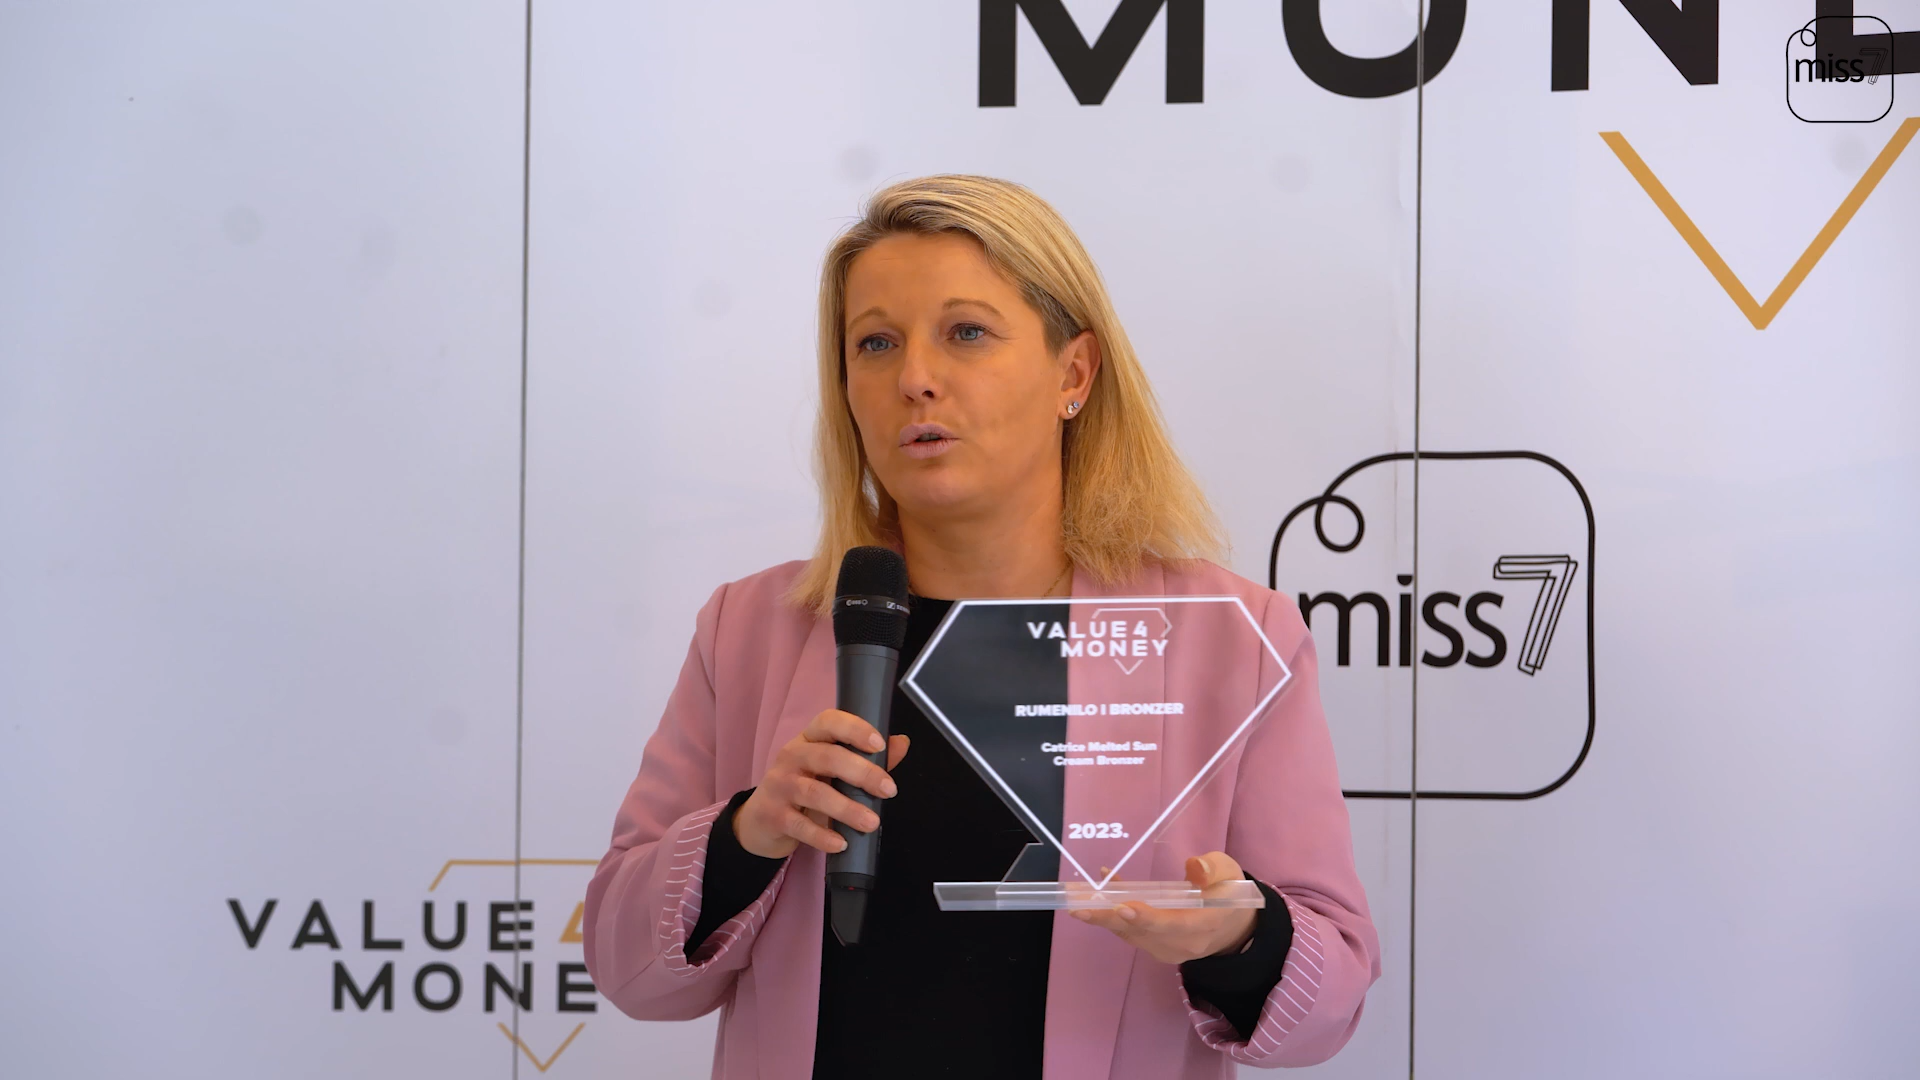 MONE
miss7
miss7
VALUE 4
MONEY
RUMENILO I BRONZER
Catrice Melted Sun
Cream Bronzer
2023.
VALUE 4
MONE